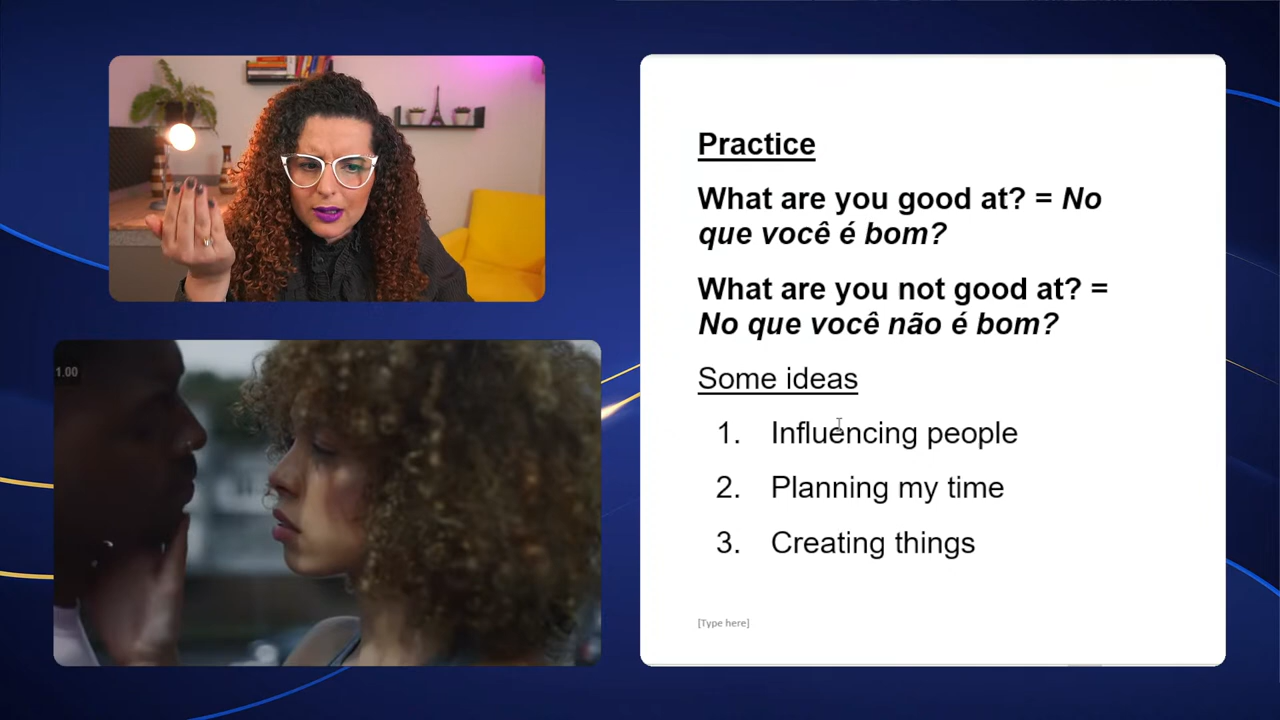 1.00
Practice
What are you good at? = No
que você é bom?
What are you not good at? =
No que você não é bom?
Some ideas
1. Influencing people
2. Planning my time
3. Creating things
[Type here]